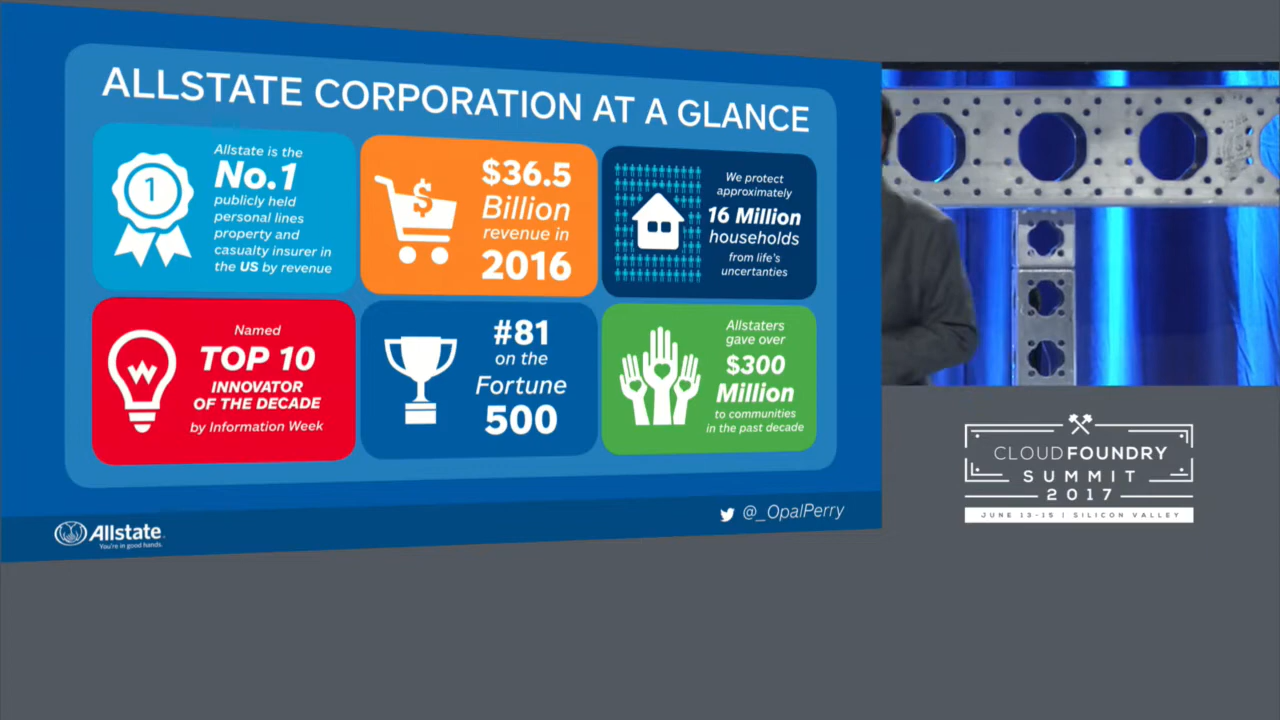 ALLSTATE CORPORATION AT A GLANCE
1
Allstate is the
No.1
publicly held
personal lines
property and
casualty insurer in
the US by revenue
$
$36.5
Billion
revenue in
2016
We protect
approximately
16 Million
households
from life's
uncertanties
Named
TOP 10
INNOVATOR
OF THE DECADE
by Information Week
#81
on the
Fortune
500
Allstaters
gave over
$300
Million
to communities
in the past decade
Allstate.
You're in good hands.
@_OpalPerry
CLOUD FOUNDRY
SUMMIT
2017
JUNE 13-15 | SILICON VALLEY